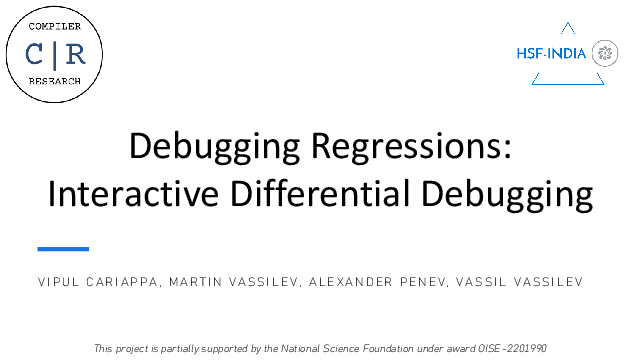 COMPILER
C|R
RESEARCH
HSF-INDIA
Debugging Regressions:
Interactive Differential Debugging
VIPUL CARIAPPA, MARTIN VASSILEV, ALEXANDER PENEV, VASSIL VASSILEV
This project is partially supported by the National Science Foundation under award OISE-2201990